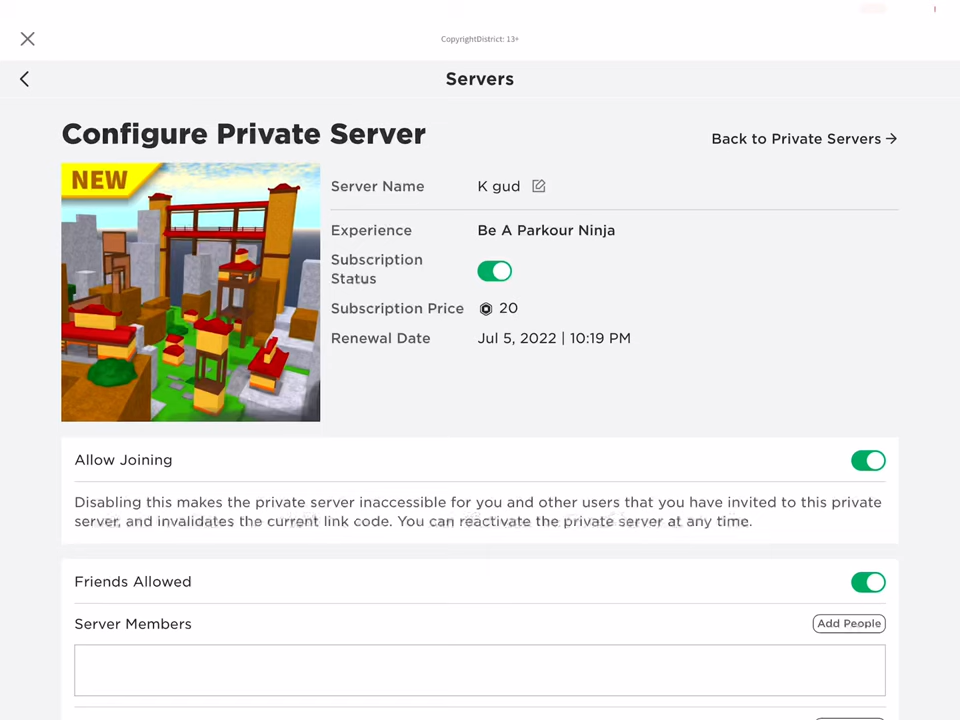 CopyrightDistrict: 13+
Servers
Configure Private Server
Back to Private Servers →
NEW
Server Name K gud
Experience Be A Parkour Ninja
Subscription
Status
Subscription Price 20
Renewal Date Jul 5, 2022 | 10:19 PM
Allow Joining
Disabling this makes the private server inaccessible for you and other users that you have invited to this private
server, and invalidates the current link code. You can reactivate the private server at any time.
Friends Allowed
Server Members Add People